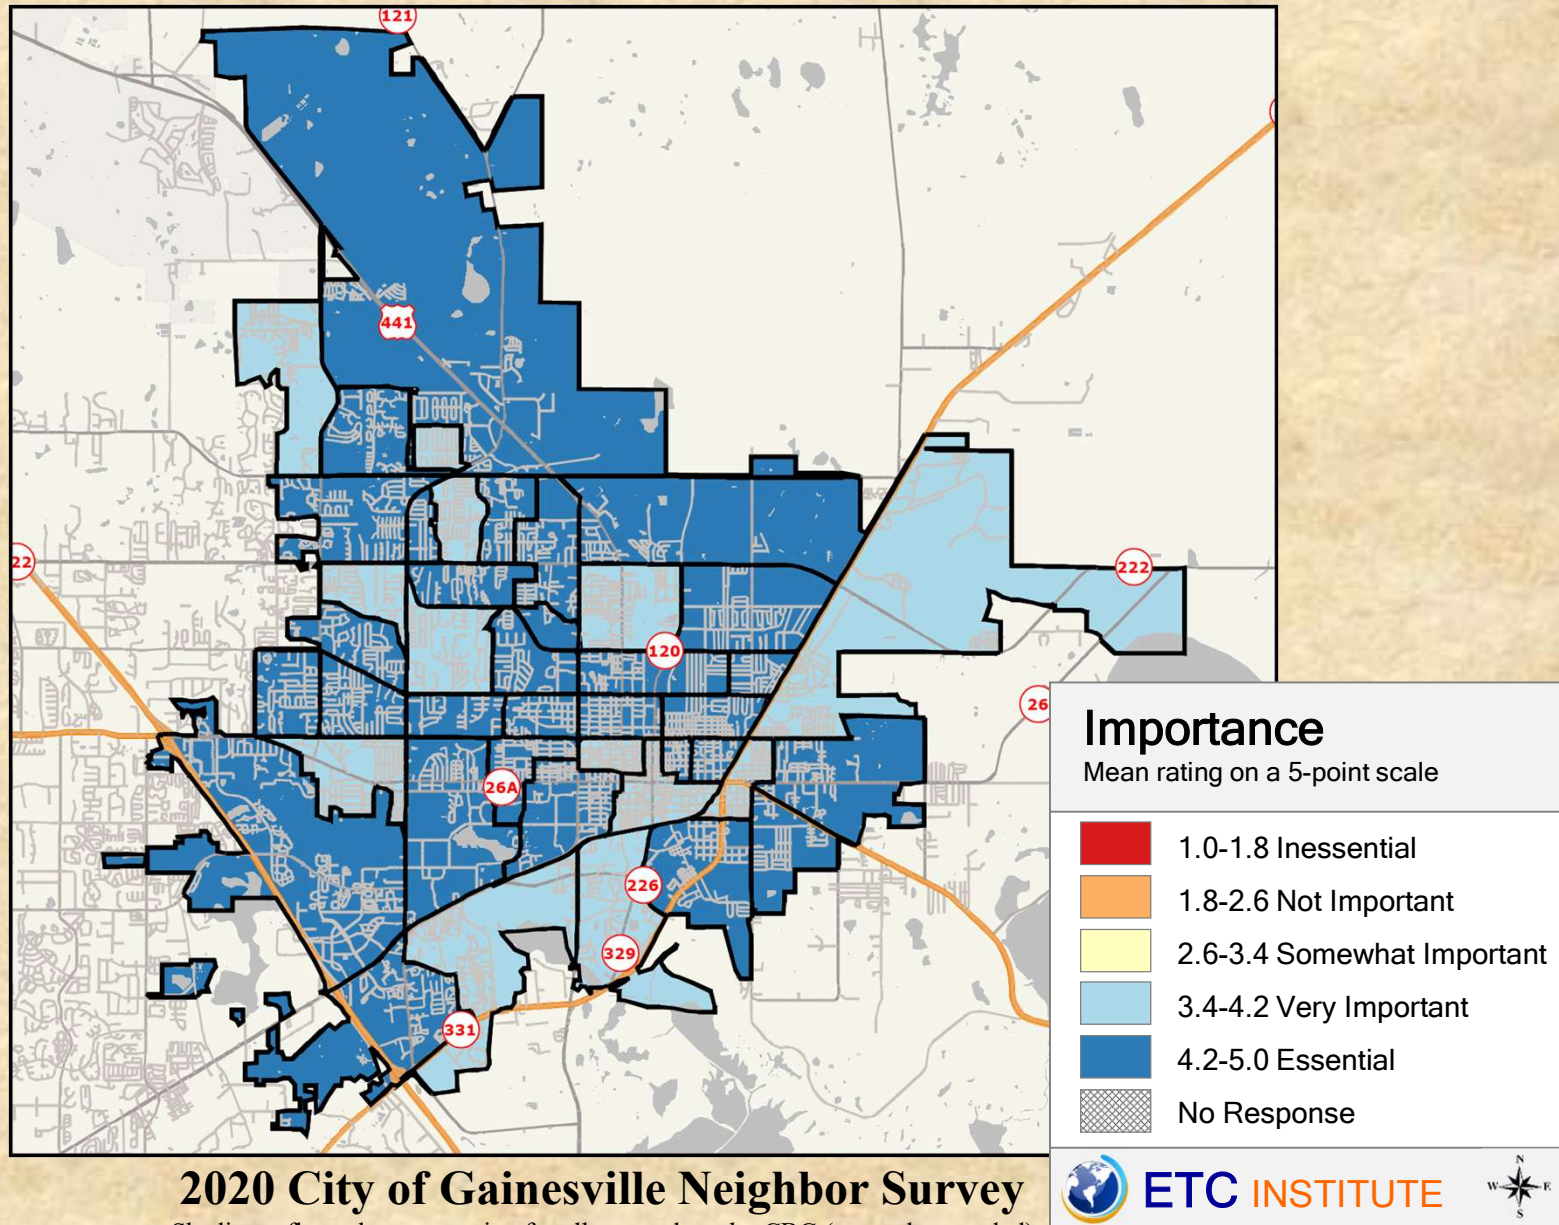 121
441
22
222
120
26
26A
226
329
331
Importance
Mean rating on a 5-point scale
1.0-1.8 Inessential
1.8-2.6 Not Important
2.6-3.4 Somewhat Important
3.4-4.2 Very Important
4.2-5.0 Essential
No Response
ETC INSTITUTE
N
W E
S
2020 City of Gainesville Neighbor Survey